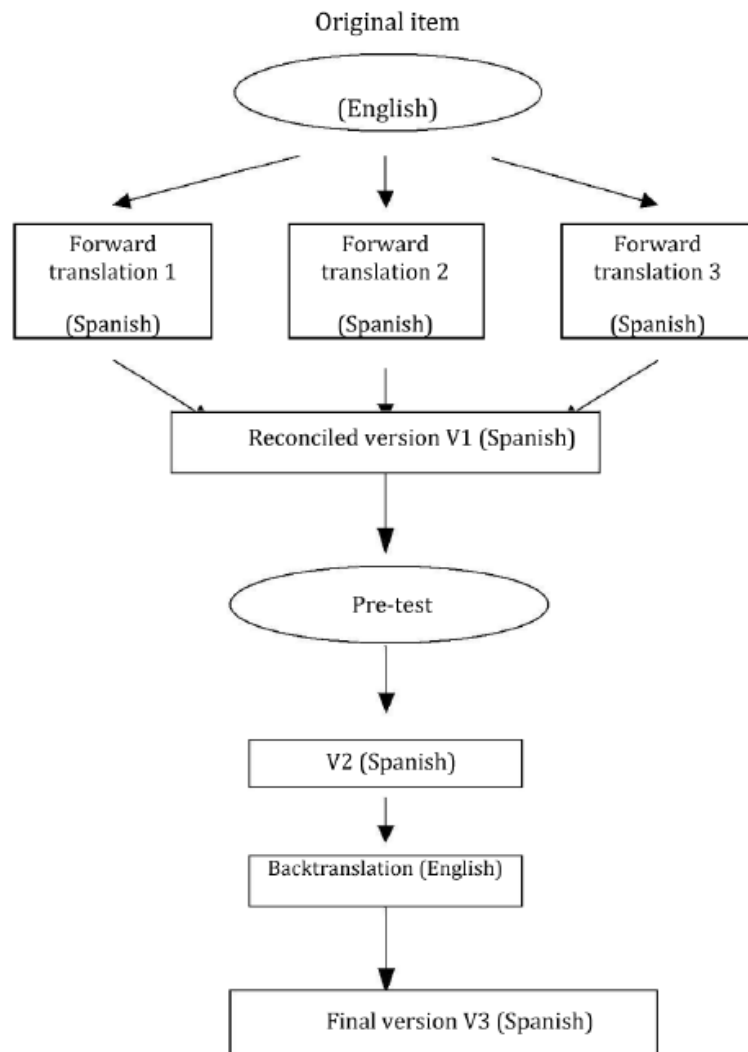 Original item
(English)
Forward
translation 1
(Spanish)
Forward
translation 2
(Spanish)
Forward
translation 3
(Spanish)
Reconciled version V1 (Spanish)
Pre-test
V2 (Spanish)
Backtranslation (English)
Final version V3 (Spanish)